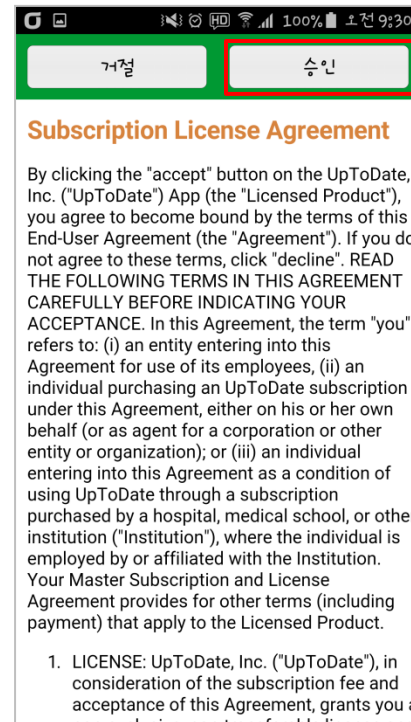 100% 오전 9:30
거절
승인
Subscription License Agreement
By clicking the "accept" button on the UpToDate,
Inc. ("UpToDate") App (the "Licensed Product"),
you agree to become bound by the terms of this
End-User Agreement (the "Agreement"). If you do
not agree to these terms, click "decline". READ
THE FOLLOWING TERMS IN THIS AGREEMENT
CAREFULLY BEFORE INDICATING YOUR
ACCEPTANCE. In this Agreement, the term "you"
refers to: (i) an entity entering into this
Agreement for use of its employees, (ii) an
individual purchasing an UpToDate subscription
under this Agreement, either on his or her own
behalf (or as agent for a corporation or other
entity or organization); or (iii) an individual
entering into this Agreement as a condition of
using UpToDate through a subscription
purchased by a hospital, medical school, or othe
institution ("Institution"), where the individual is
employed by or affiliated with the Institution.
Your Master Subscription and License
Agreement provides for other terms (including
payment) that apply to the Licensed Product.
1. LICENSE: UpToDate, Inc. ("UpToDate"), in
consideration of the subscription fee and
acceptance of this Agreement, grants you a